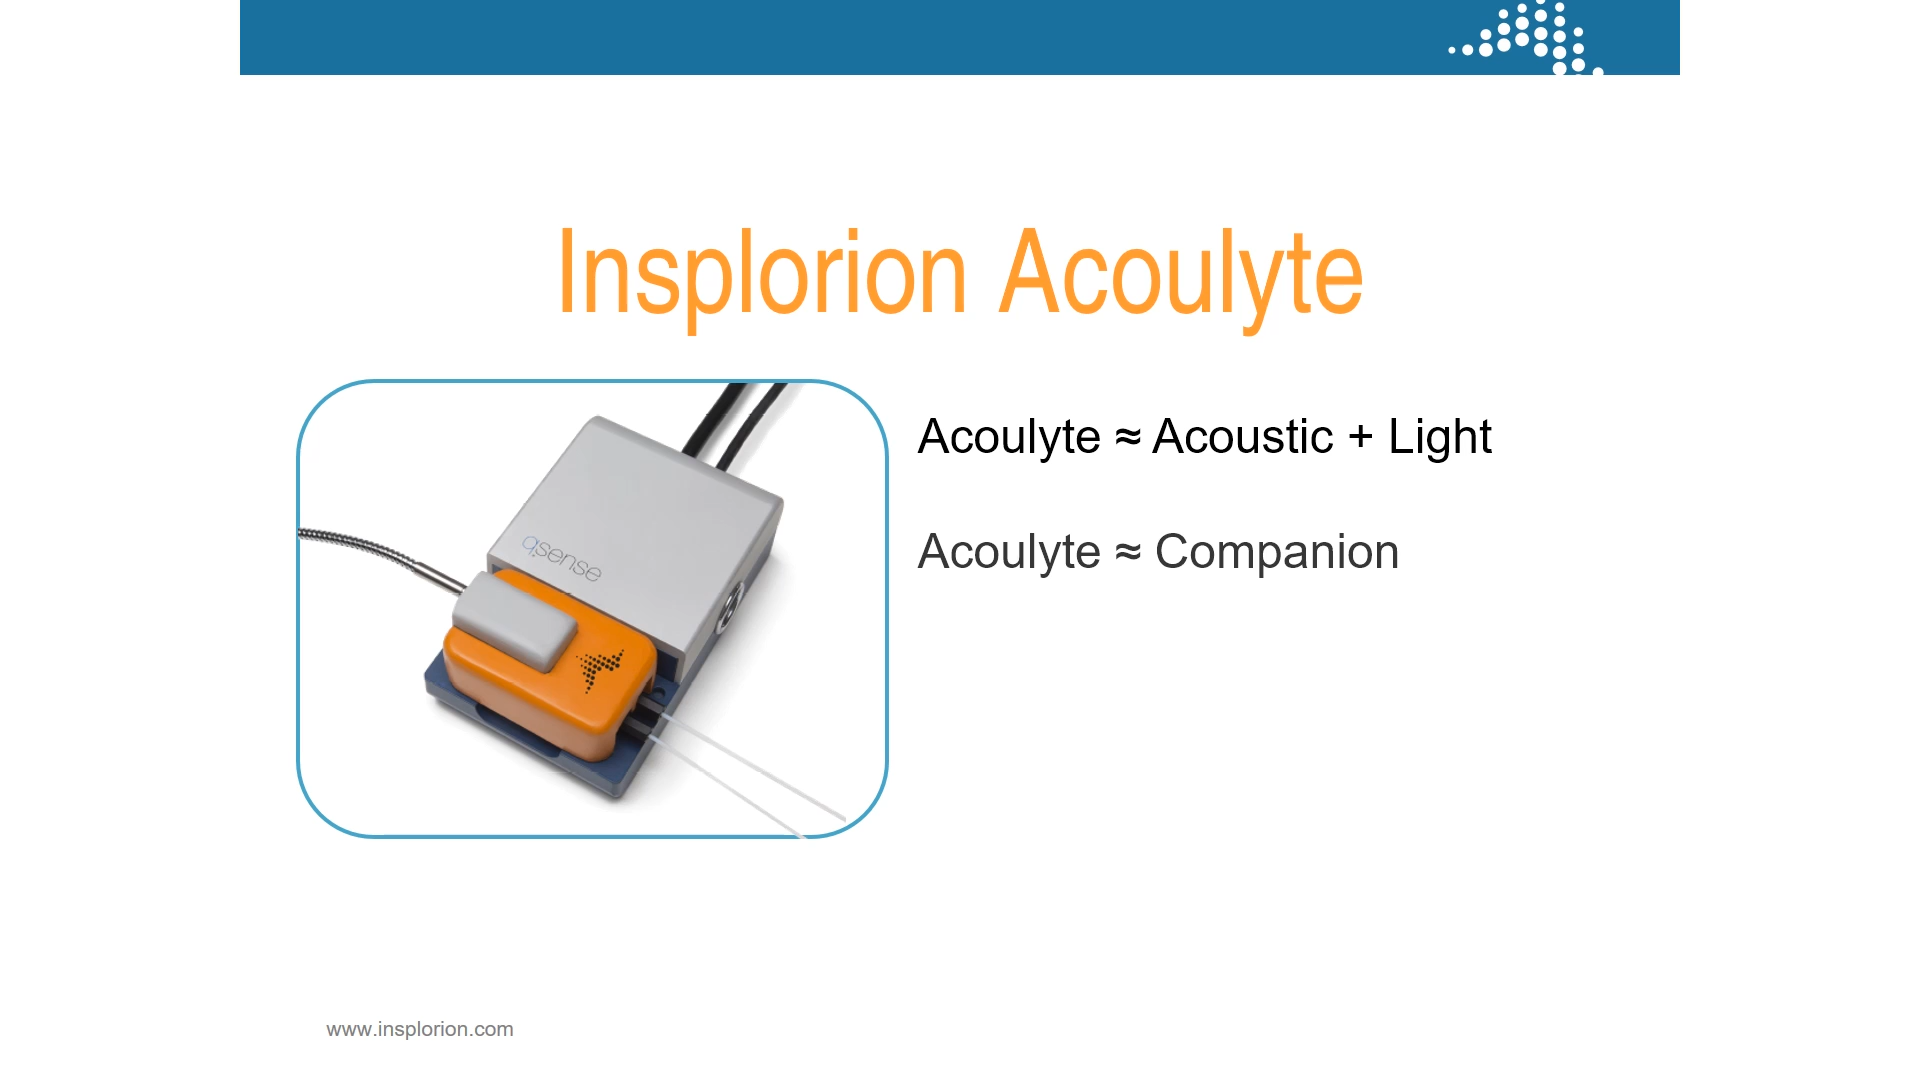 Insplorion Acoulyte
Acoulyte ≈ Acoustic + Light
Acoulyte ≈ Companion
qsense
www.insplorion.com